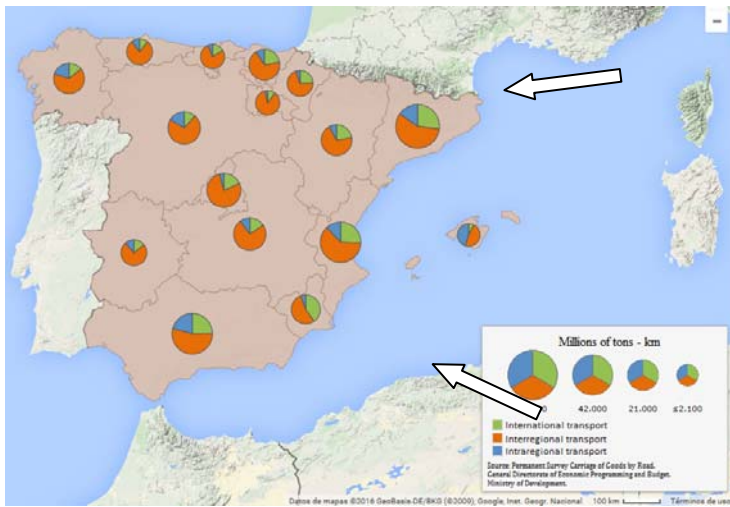 Millions of tons - km
42.000 21.000 ≤2.100
International transport
Interregional transport
Intraregional transport
Source: Permanent Survey Carriage of Goods by Road.
General Directorate of Economic Programming and Budget.
Ministry of Development.
Datos de mapas ©2016 GeoBasis-DE/BKG (©2009), Google, Inst. Geogr. Nacional 100 km Términos de uso